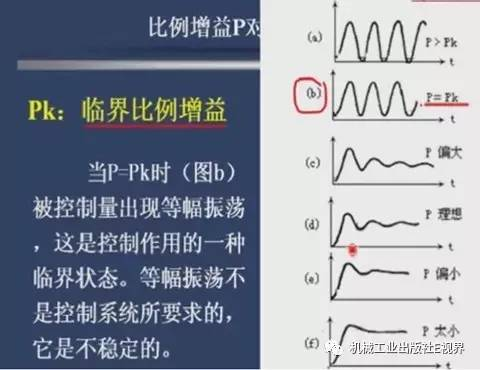 比例增益P对
Pk：临界比例增益
当P=Pk时（图b）
被控制量出现等幅振荡
，这是控制作用的一种
临界状态。等幅振荡不
是控制系统所要求的，
它是不稳定的。
(a) P>Pk t
(b) P=Pk t
(c) P 偏大 t
(d) P 理想 t
(e) P 偏小 t
(f) P 太小 t
机械工业出版社E视界